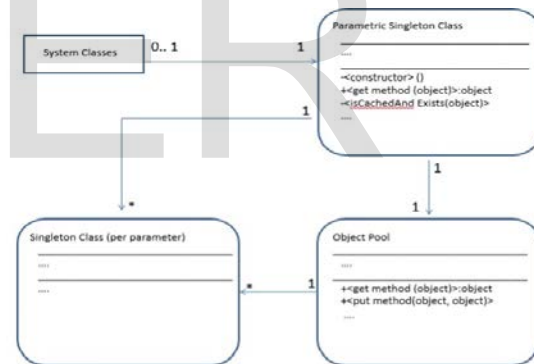 Parametric Singleton Class
....
-<constructor> ()
+<get method (object)>:object
-<isCachedAnd Exists(object)>
....
System Classes
0.. 1
1
1
*
1
1
Singleton Class (per parameter)
....
....
*
1
Object Pool
....
+<get method (object)>:object
+<put method(object, object)>
....